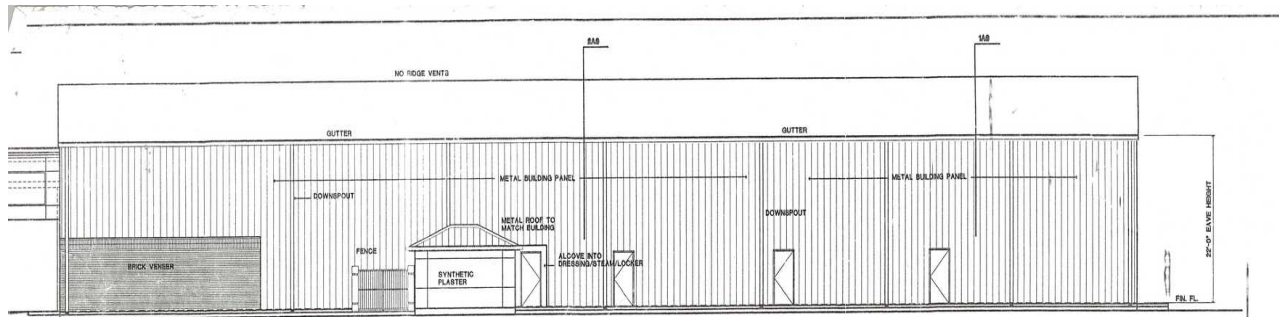 8A9
1A9
NO RIDGE VENTS
GUTTER
GUTTER
METAL BUILDING PANEL
METAL BUILDING PANEL
DOWNSPOUT
DOWNSPOUT
METAL ROOF TO
MATCH BUILDING
FENCE
ALCOVE INTO
DRESSING/STEAM/LOCKER
BRICK VENEER
SYNTHETIC
PLASTER
22'-0" EAVE HEIGHT
FIN. FL.